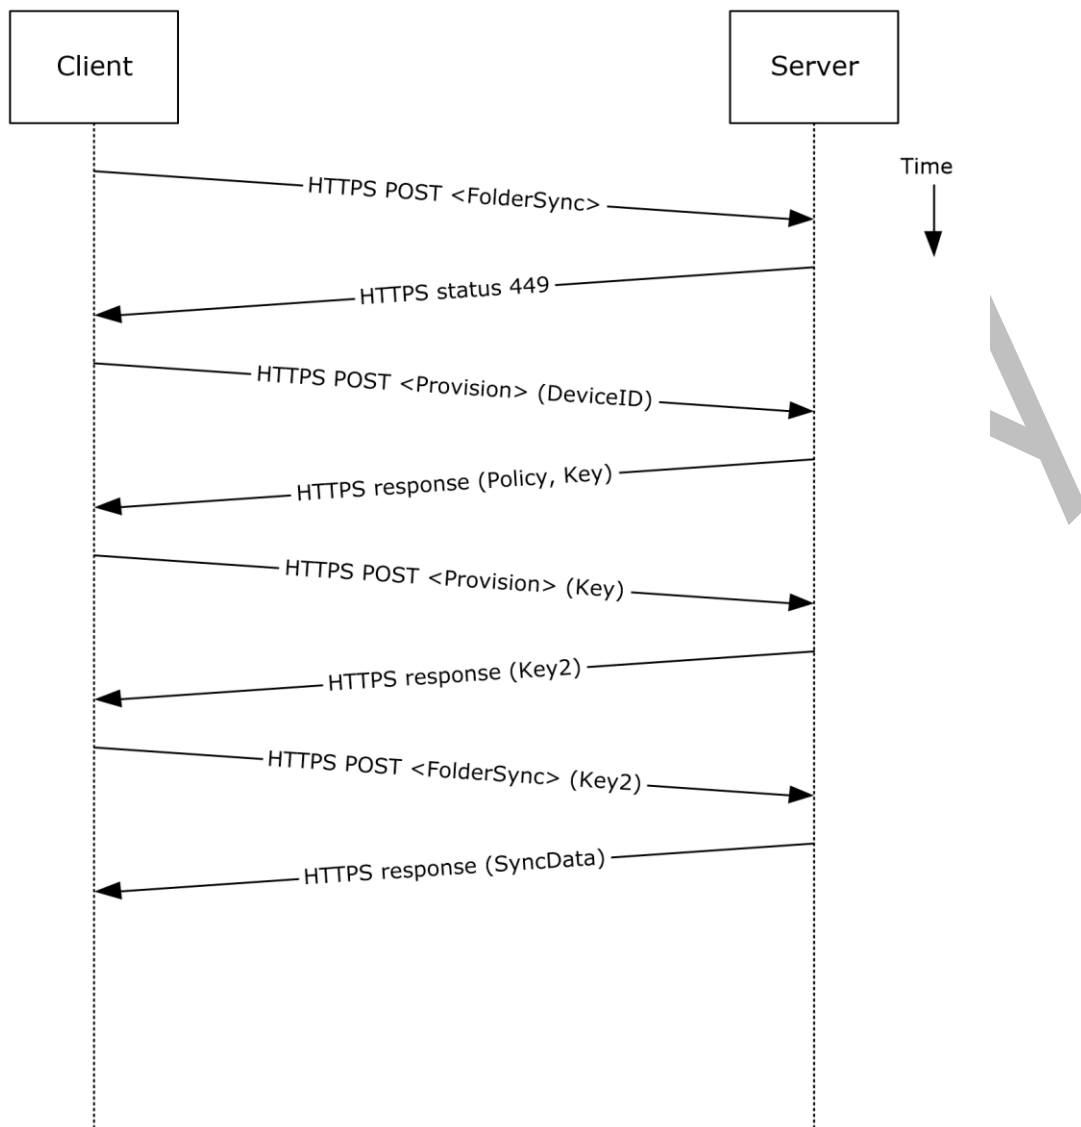 Client
Server
Time
HTTPS POST <FolderSync>
HTTPS status 449
HTTPS POST <Provision> (DeviceID)
HTTPS response (Policy, Key)
HTTPS POST <Provision> (Key)
HTTPS response (Key2)
HTTPS POST <FolderSync> (Key2)
HTTPS response (SyncData)